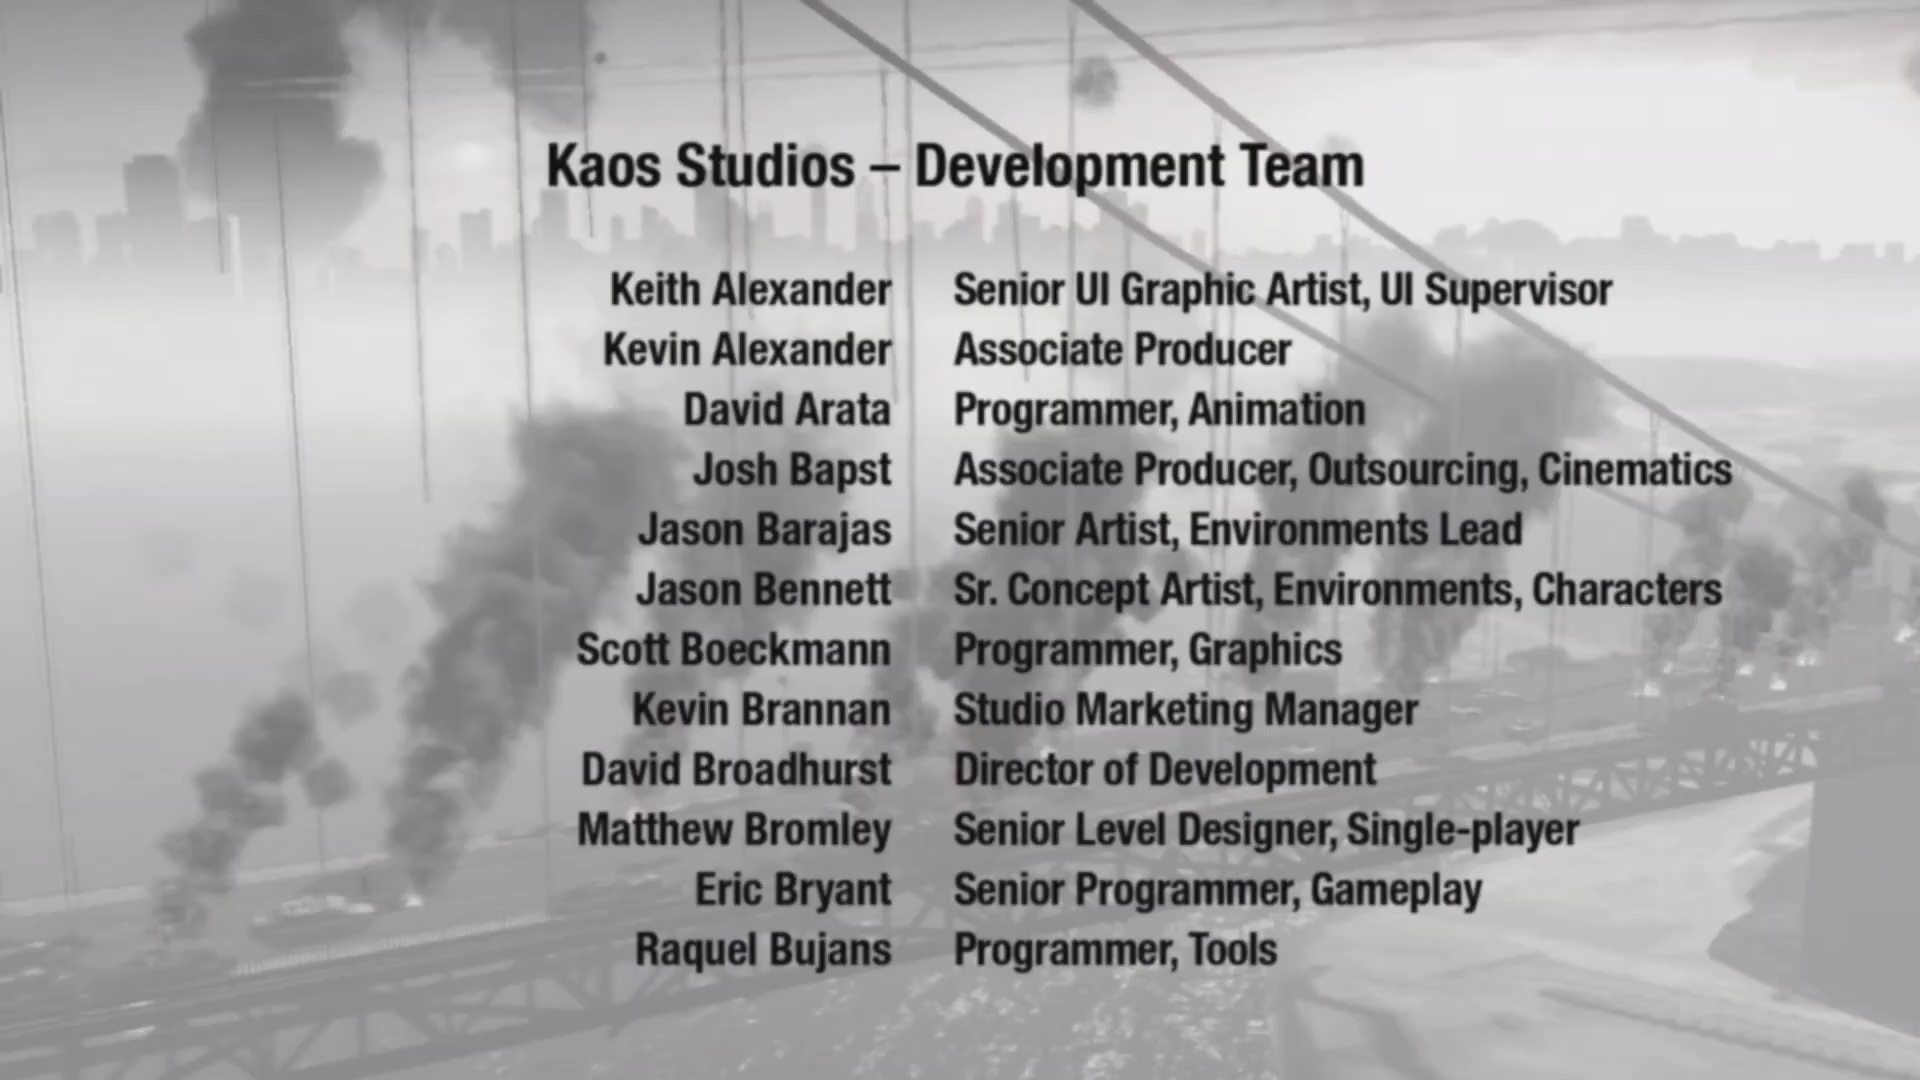 Kaos Studios – Development Team
Keith Alexander Senior UI Graphic Artist, UI Supervisor
Kevin Alexander Associate Producer
David Arata Programmer, Animation
Josh Bapst Associate Producer, Outsourcing, Cinematics
Jason Barajas Senior Artist, Environments Lead
Jason Bennett Sr. Concept Artist, Environments, Characters
Scott Boeckmann Programmer, Graphics
Kevin Brannan Studio Marketing Manager
David Broadhurst Director of Development
Matthew Bromley Senior Level Designer, Single-player
Eric Bryant Senior Programmer, Gameplay
Raquel Bujans Programmer, Tools